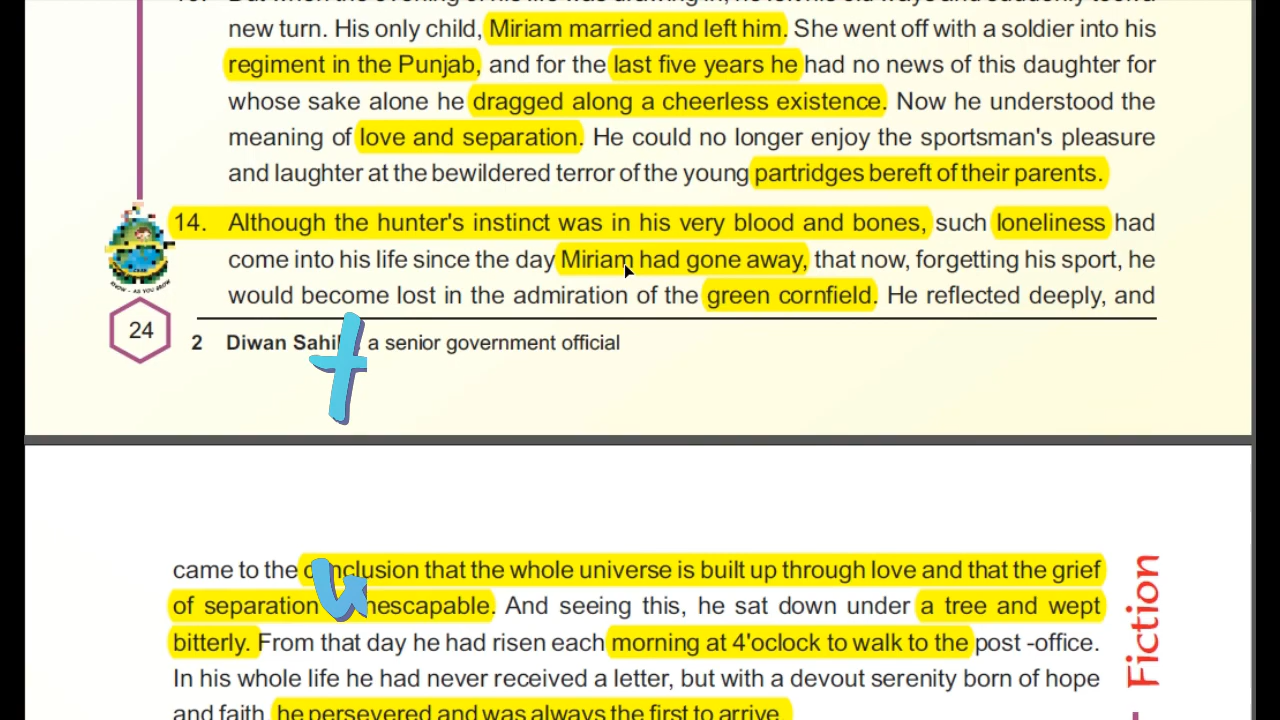 new turn. His only child, Miriam married and left him. She went off with a soldier into his
regiment in the Punjab, and for the last five years he had no news of this daughter for
whose sake alone he dragged along a cheerless existence. Now he understood the
meaning of love and separation. He could no longer enjoy the sportsman's pleasure
and laughter at the bewildered terror of the young partridges bereft of their parents.
14. Although the hunter's instinct was in his very blood and bones, such loneliness had
come into his life since the day Miriam had gone away, that now, forgetting his sport, he
would become lost in the admiration of the green cornfield. He reflected deeply, and
24
2 Diwan Sahib a senior government official
t
came to the conclusion that the whole universe is built up through love and that the grief
of separation inescapable. And seeing this, he sat down under a tree and wept
u
bitterly. From that day he had risen each morning at 4'oclock to walk to the post -office.
In his whole life he had never received a letter, but with a devout serenity born of hope
and faith he persevered and was always the first to arrive.
Fiction